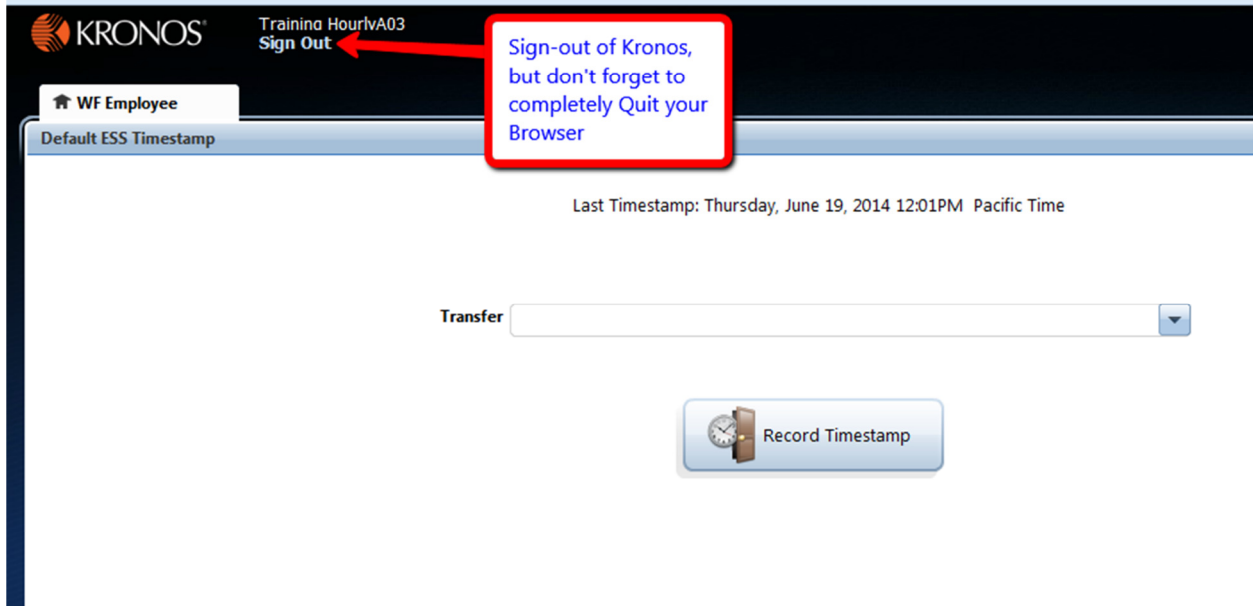 KRONOS
Training HourlyA03
Sign Out
Sign-out of Kronos,
but don't forget to
completely Quit your
Browser
WF Employee
Default ESS Timestamp
Last Timestamp: Thursday, June 19, 2014 12:01PM Pacific Time
Transfer
Record Timestamp